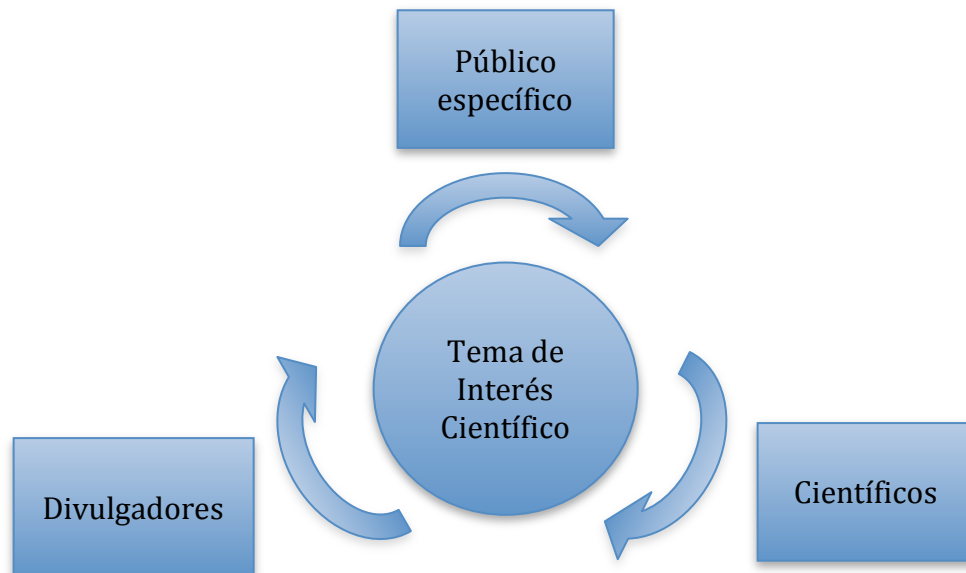 Público
específico
Tema de
Interés
Científico
Divulgadores
Científicos